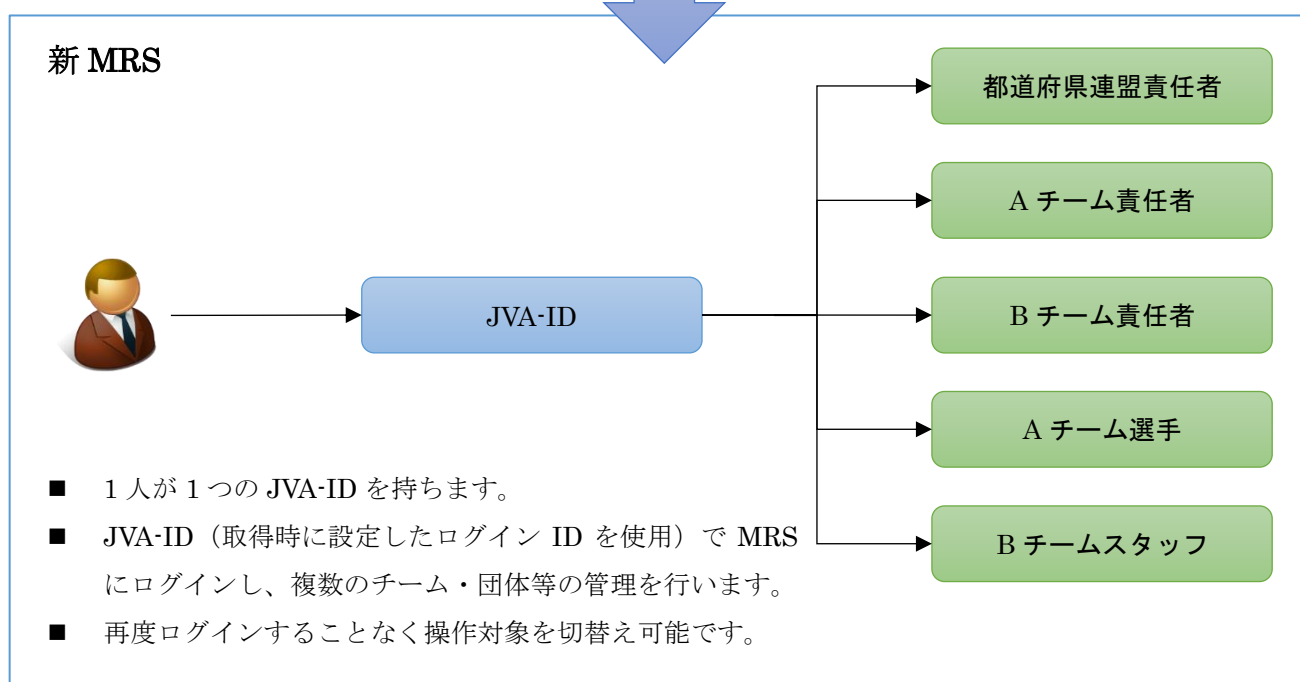 新 MRS
都道府県連盟責任者
A チーム責任者
JVA-ID
B チーム責任者
A チーム選手
B チームスタッフ
■ 1 人が 1 つの JVA-ID を持ちます。
■ JVA-ID（取得時に設定したログイン ID を使用）で MRS
にログインし、複数のチーム・団体等の管理を行います。
■ 再度ログインすることなく操作対象を切替え可能です。